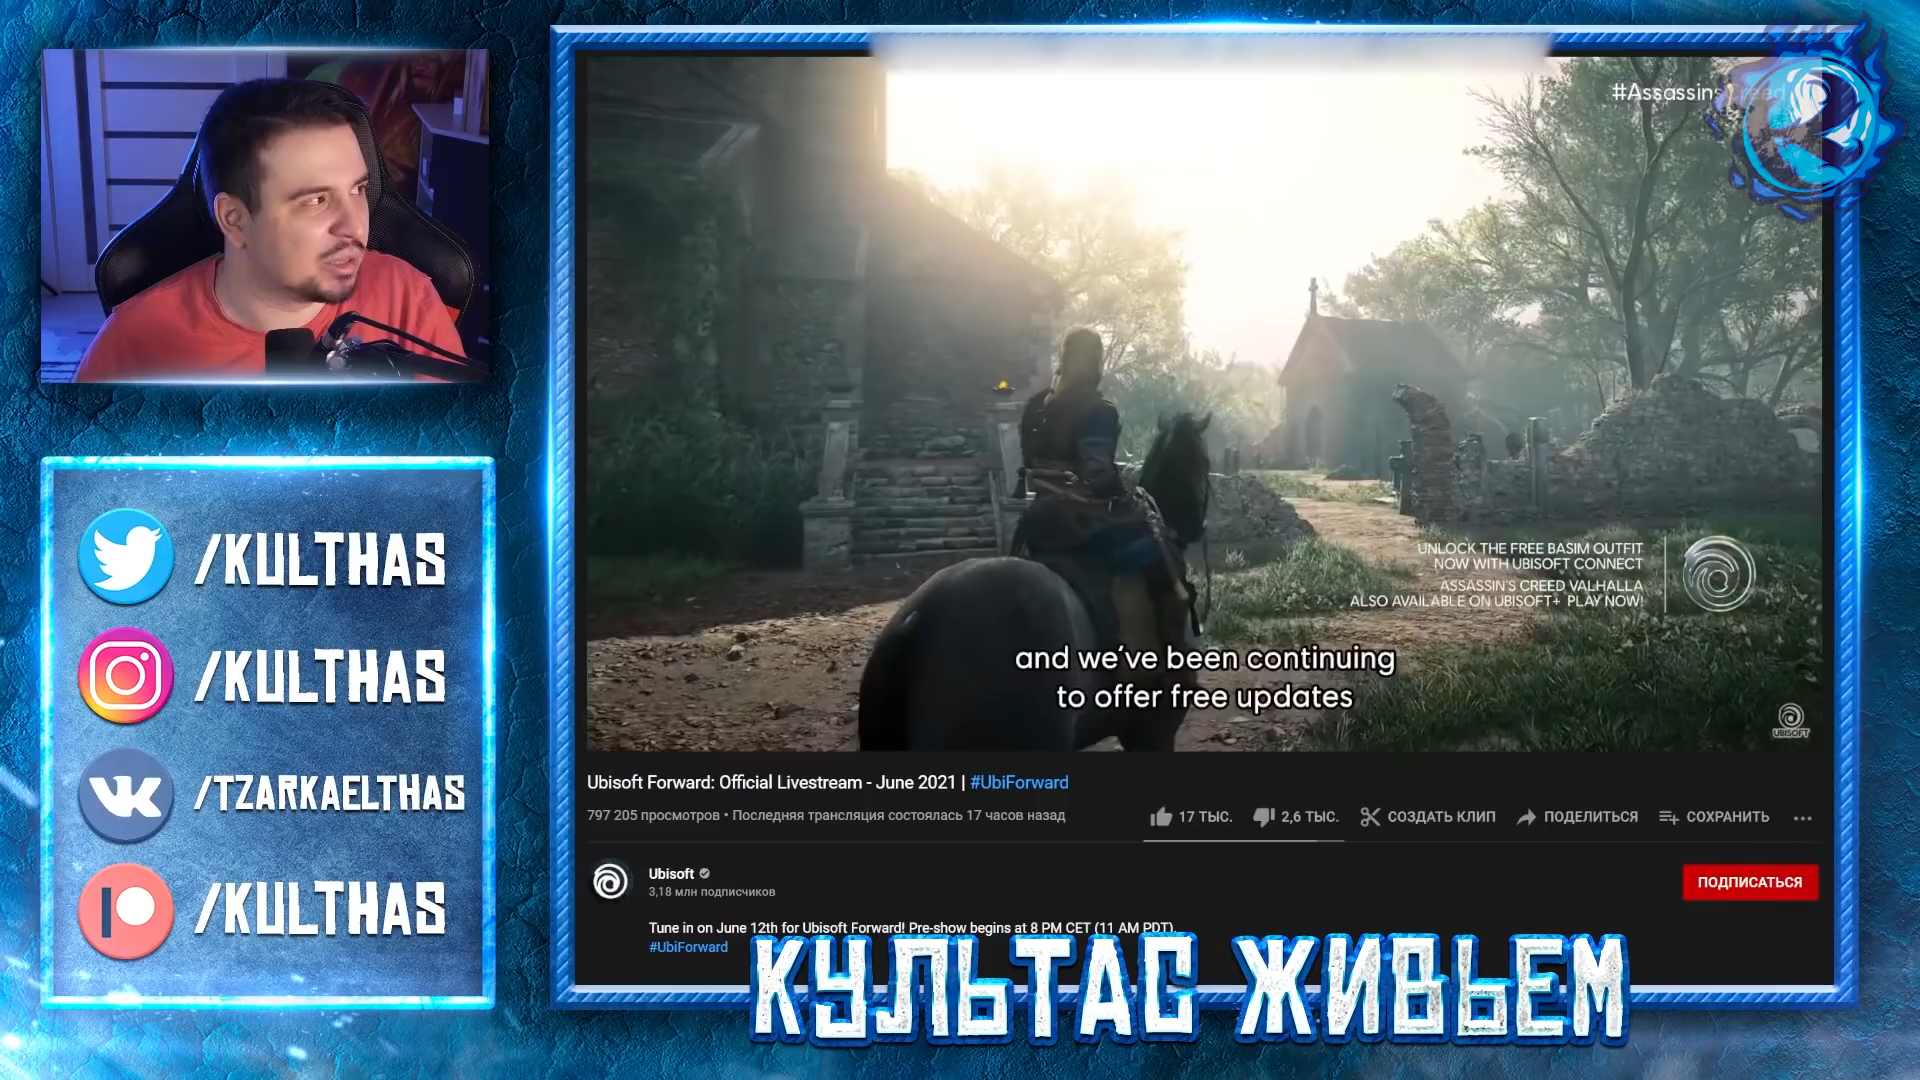 /KULTHAS
/KULTHAS
/TZARKAELTHAS
/KULTHAS
#AssassinsCreed
UNLOCK THE FREE BASIM OUTFIT
NOW WITH UBISOFT CONNECT
ASSASSIN'S CREED VALHALLA
ALSO AVAILABLE ON UBISOFT+ PLAY NOW!
and we've been continuing
to offer free updates
UBISOFT
Ubisoft Forward: Official Livestream - June 2021 | #UbiForward
797 205 просмотров • Последняя трансляция состоялась 17 часов назад
17 ТЫС. 2,6 ТЫС. СОЗДАТЬ КЛИП ПОДЕЛИТЬСЯ СОХРАНИТЬ
Ubisoft
3,18 млн подписчиков
ПОДПИСАТЬСЯ
Tune in on June 12th for Ubisoft Forward! Pre-show begins at 8 PM CET (11 AM PDT).
#UbiForward
КУЛЬТАС ЖИВЬЕМ